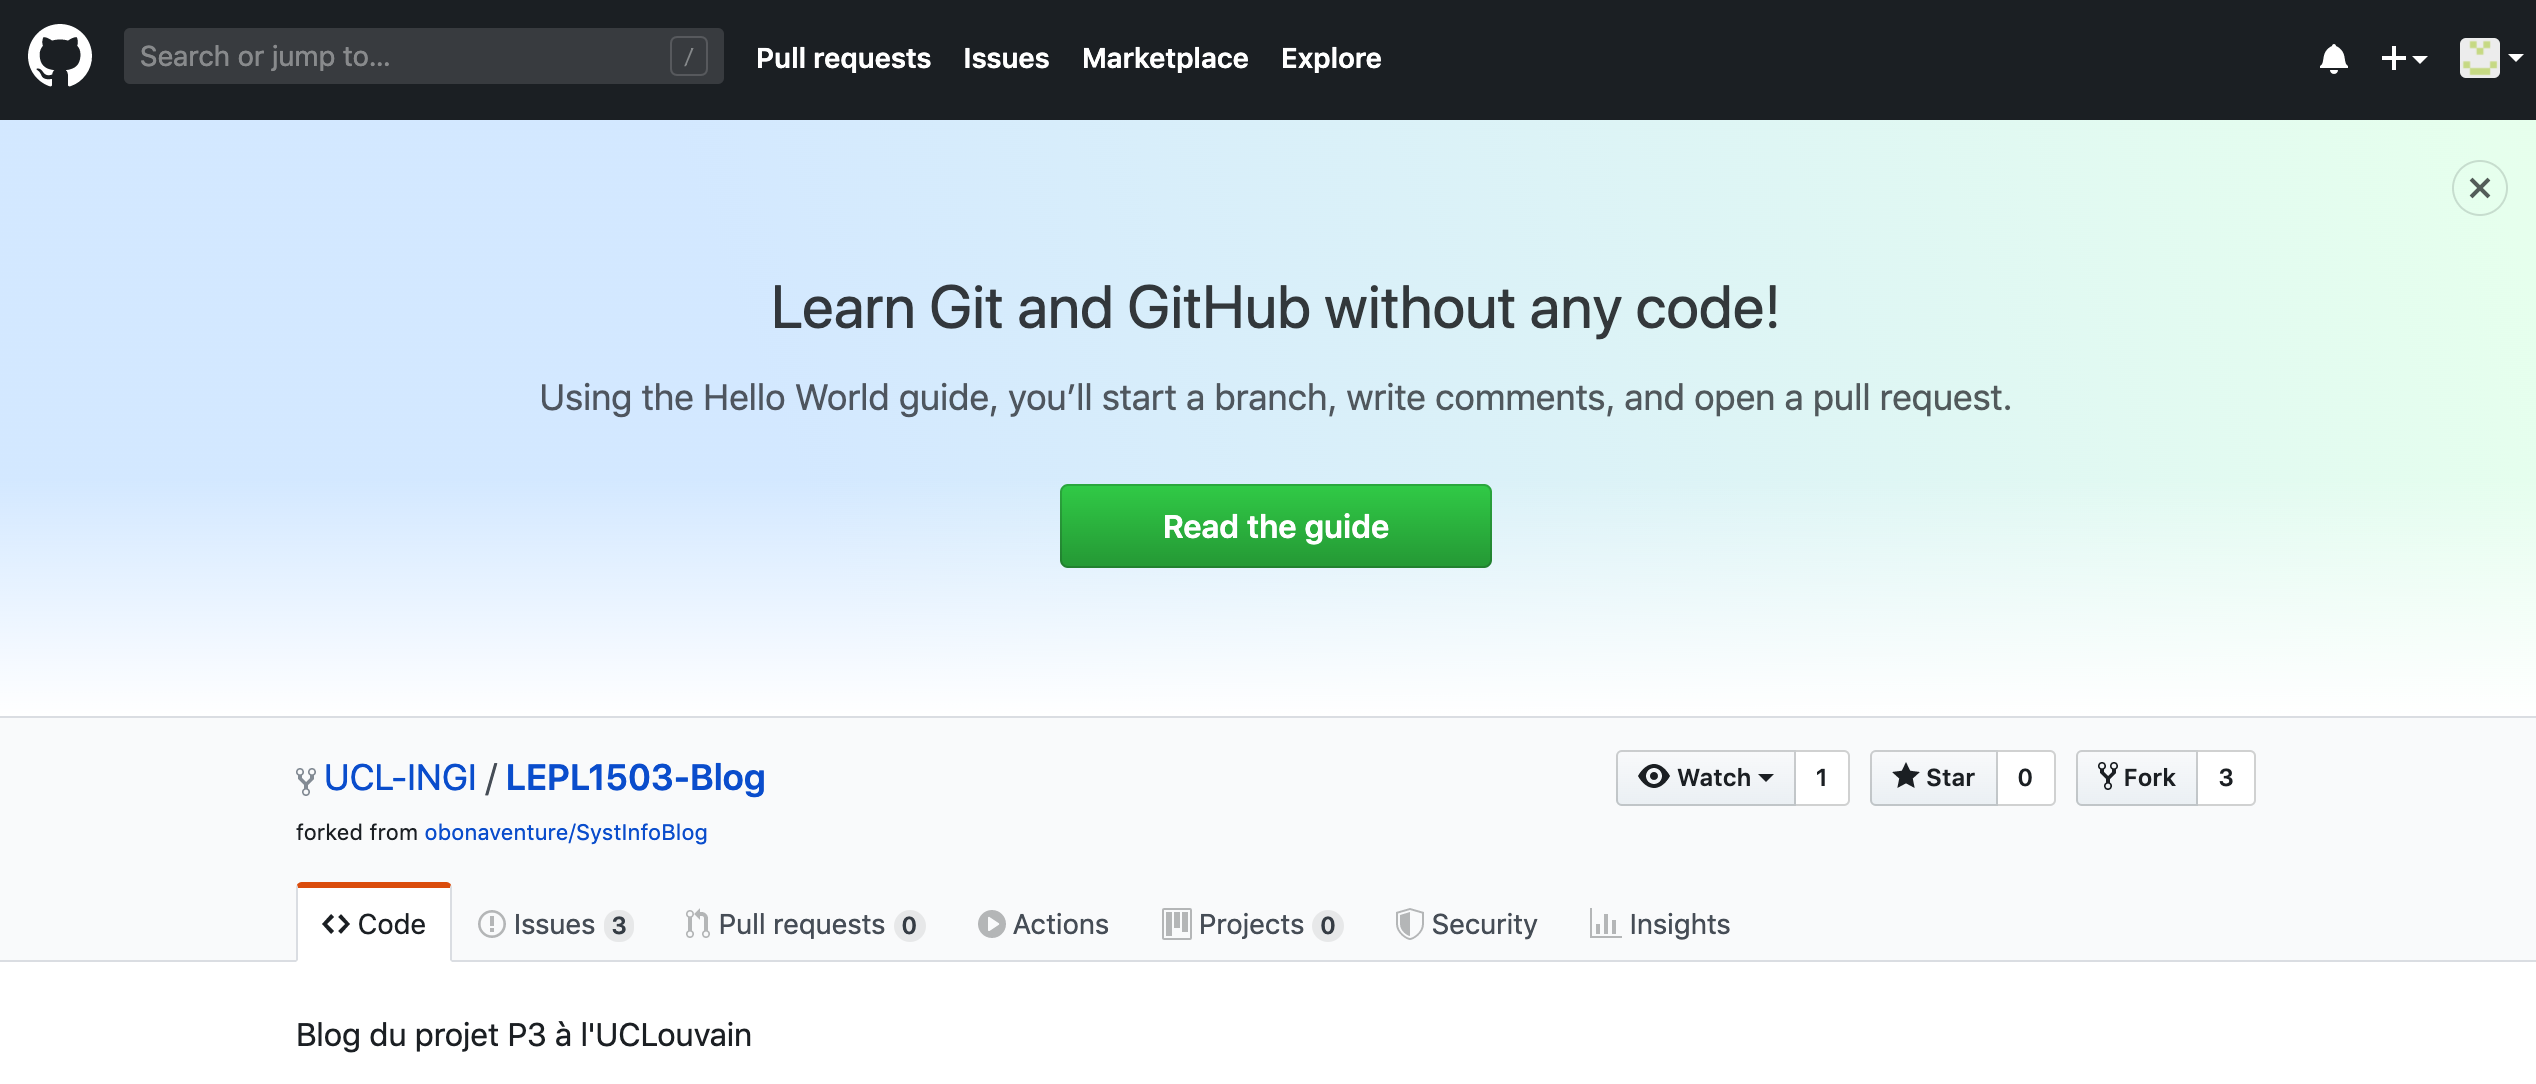 Search or jump to... /
Pull requests Issues Marketplace Explore
Learn Git and GitHub without any code!
Using the Hello World guide, you’ll start a branch, write comments, and open a pull request.
Read the guide
UCL-INGI / LEPL1503-Blog
Watch 1 Star 0 Fork 3
forked from obonaventure/SystInfoBlog
Code Issues 3 Pull requests 0 Actions Projects 0 Security Insights
Blog du projet P3 à l'UCLouvain